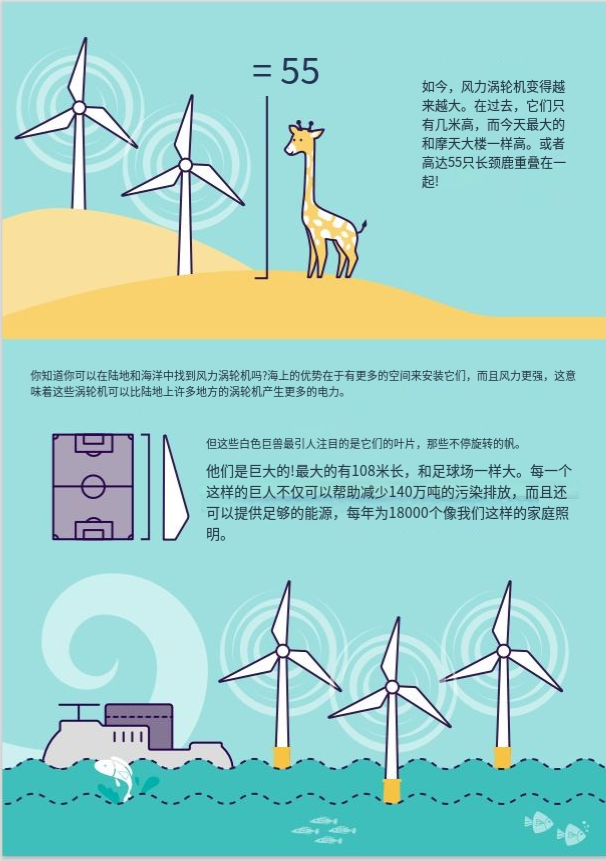 = 55
如今，风力涡轮机变得越
来越大。在过去，它们只
有几米高，而今天最大的
和摩天大楼一样高。或者
高达55只长颈鹿重叠在一
起!
你知道你可以在陆地和海洋中找到风力涡轮机吗?海上的优势在于有更多的空间来安装它们，而且风力更强，这意
味着这些涡轮机可以比陆地上许多地方的涡轮机产生更多的电力。
但这些白色巨兽最引人注目的是它们的叶片，那些不停旋转的帆。
他们是巨大的!最大的有108米长，和足球场一样大。每一个
这样的巨人不仅可以帮助减少140万吨的污染排放，而且还
可以提供足够的能源，每年为18000个像我们这样的家庭照
明。